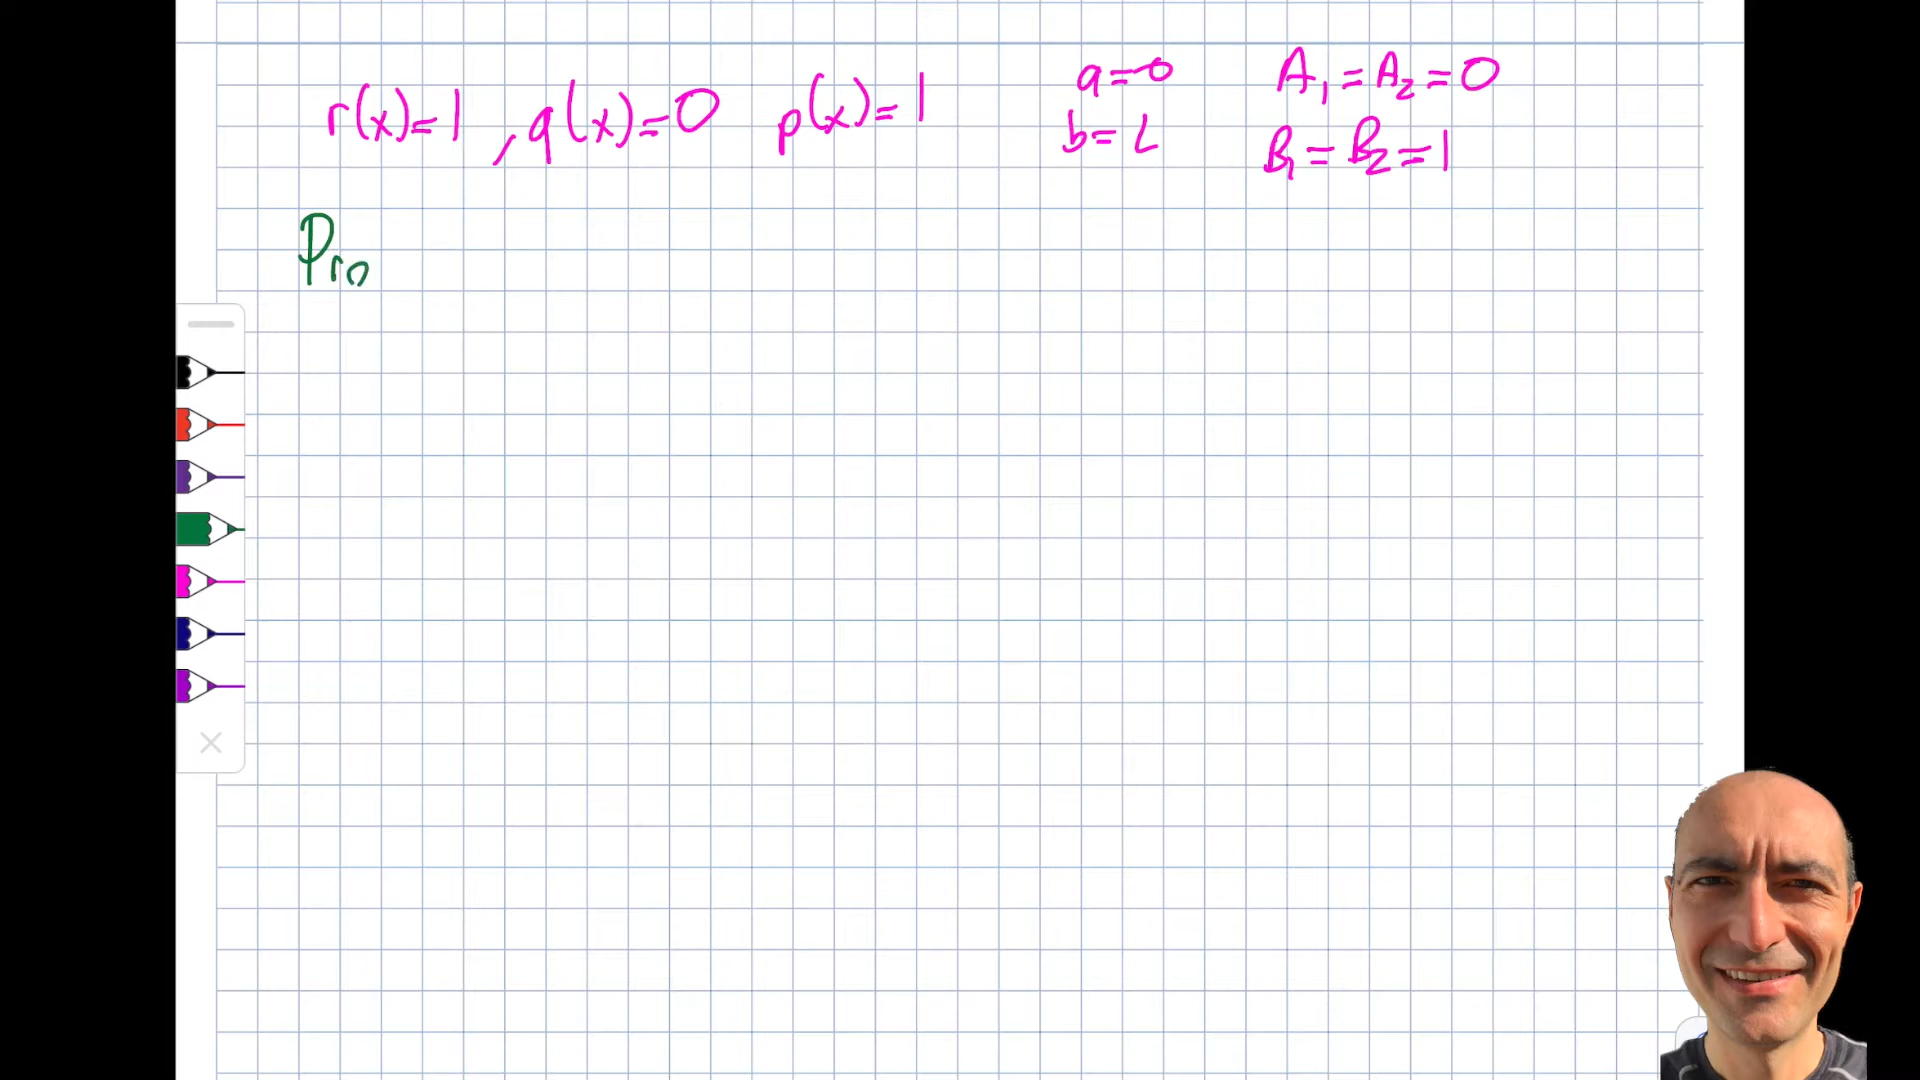 r(x)=1 , q(x)=0 p(x)=1
a=0
b=L
A₁=A₂=0
B₁=B₂=1
Pro